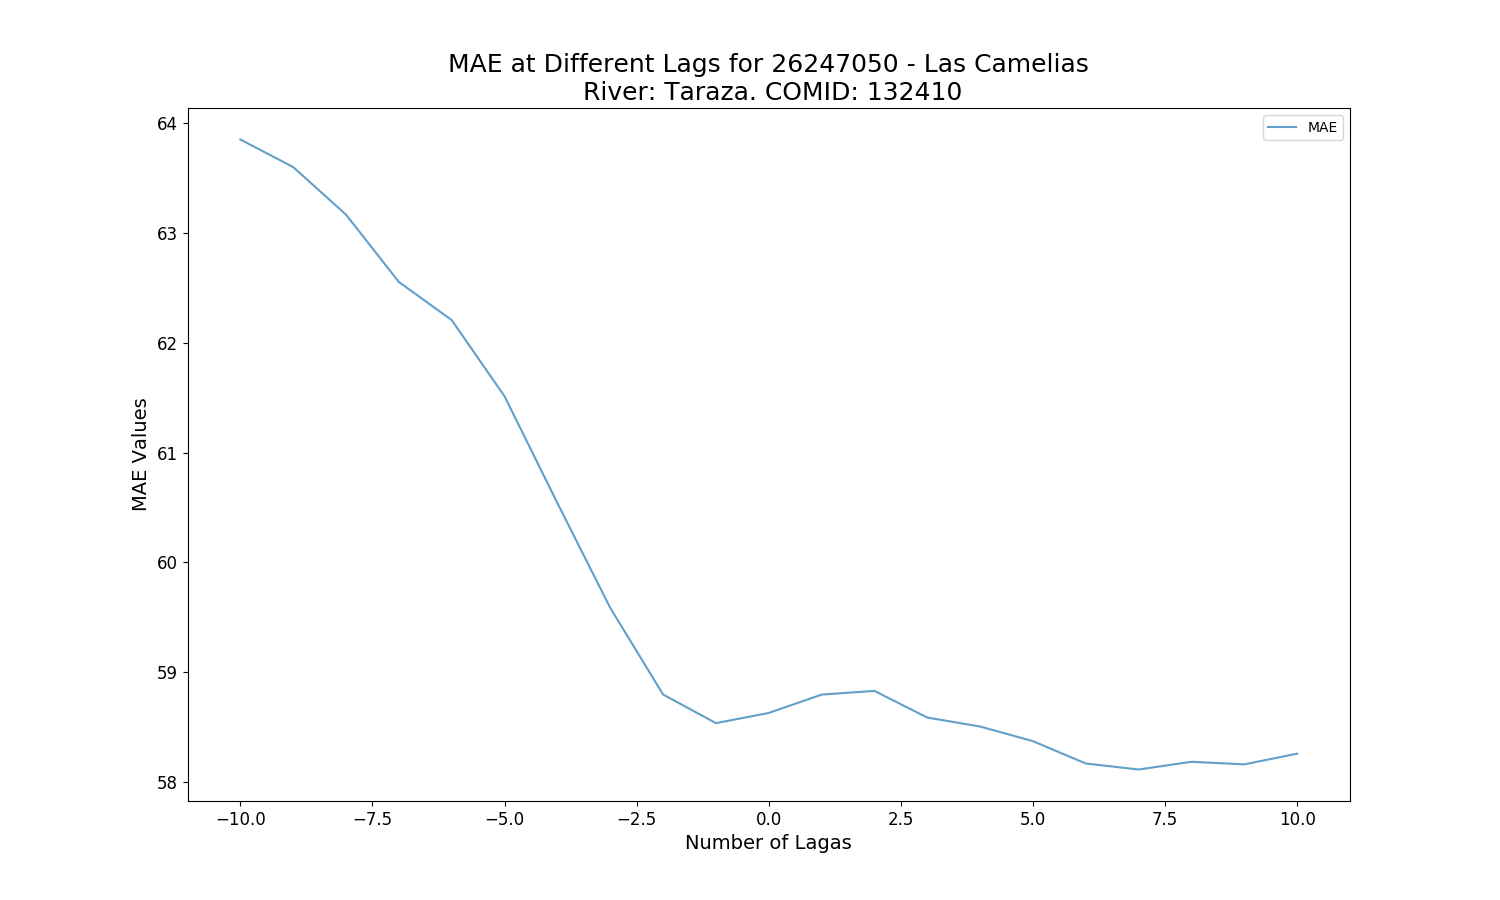 MAE at Different Lags for 26247050 - Las Camelias
River: Taraza. COMID: 132410
MAE
64
63
62
61
60
59
58
MAE Values
−10.0 −7.5 −5.0 −2.5 0.0 2.5 5.0 7.5 10.0
Number of Lagas